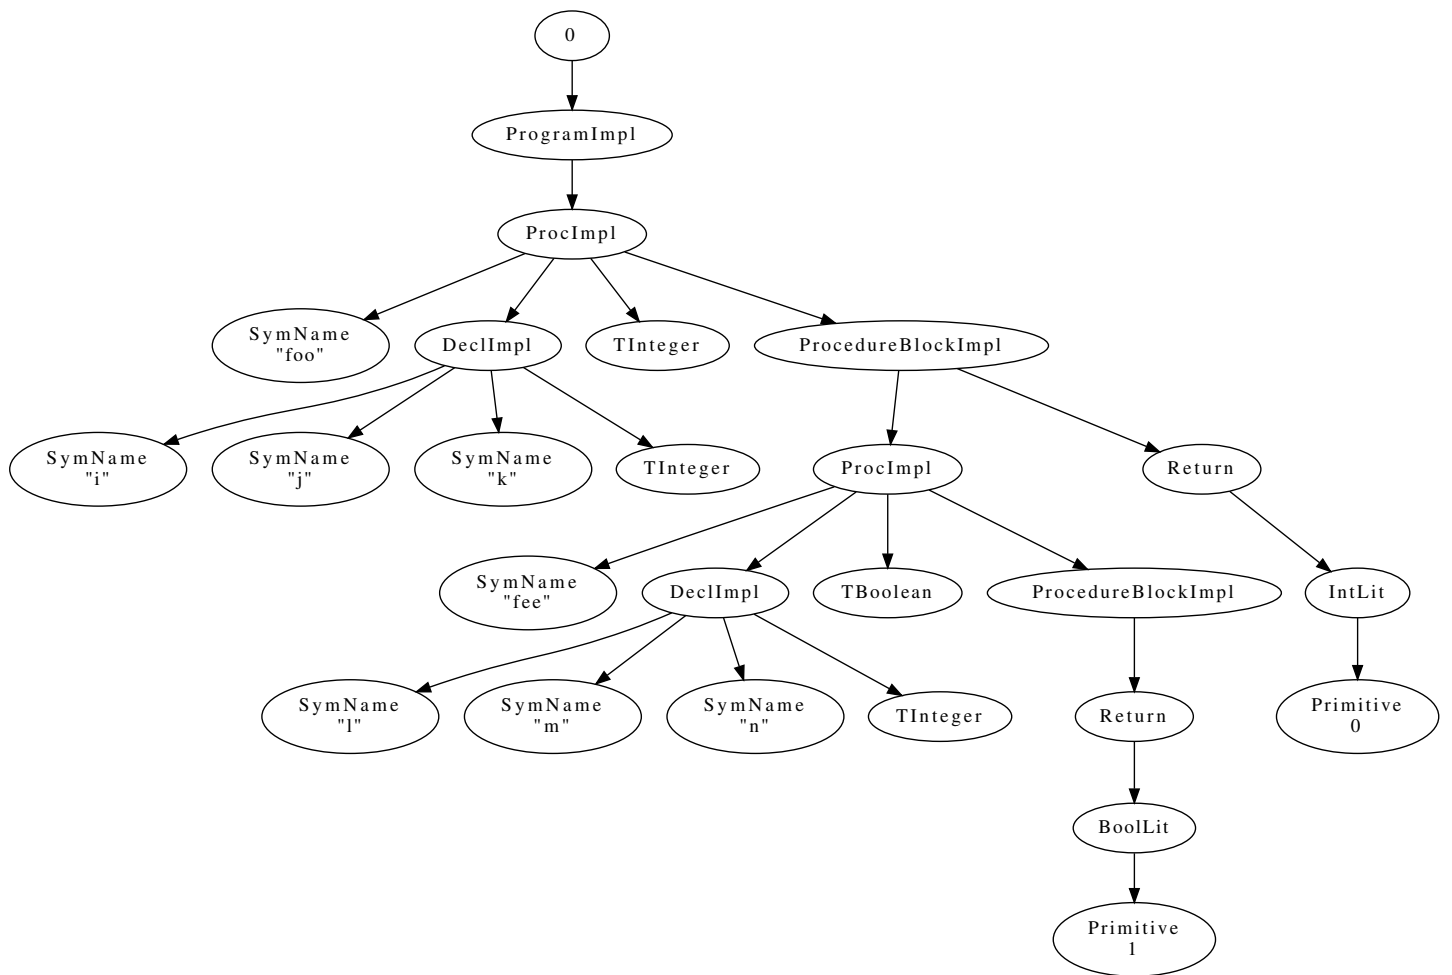 0
ProgramImpl
ProcImpl
SymName
"foo"
DeclImpl
TInteger
ProcedureBlockImpl
SymName
"i"
SymName
"j"
SymName
"k"
TInteger
ProcImpl
Return
SymName
"fee"
DeclImpl
TBoolean
ProcedureBlockImpl
IntLit
SymName
"l"
SymName
"m"
SymName
"n"
TInteger
Return
Primitive
0
BoolLit
Primitive
1